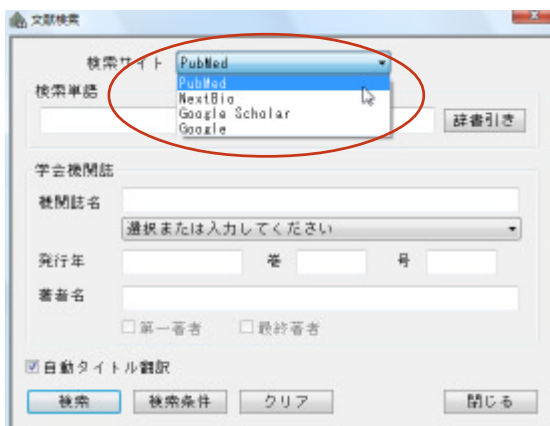 文献検索
検索サイト PubMed
PubMed
NextBio
Google Scholar
Google
検索単語
辞書引き
学会機関誌
機関誌名
選択または入力してください
発行年 巻 号
著者名
第一著者 最終著者
自動タイトル翻訳
検索 検索条件 クリア 閉じる